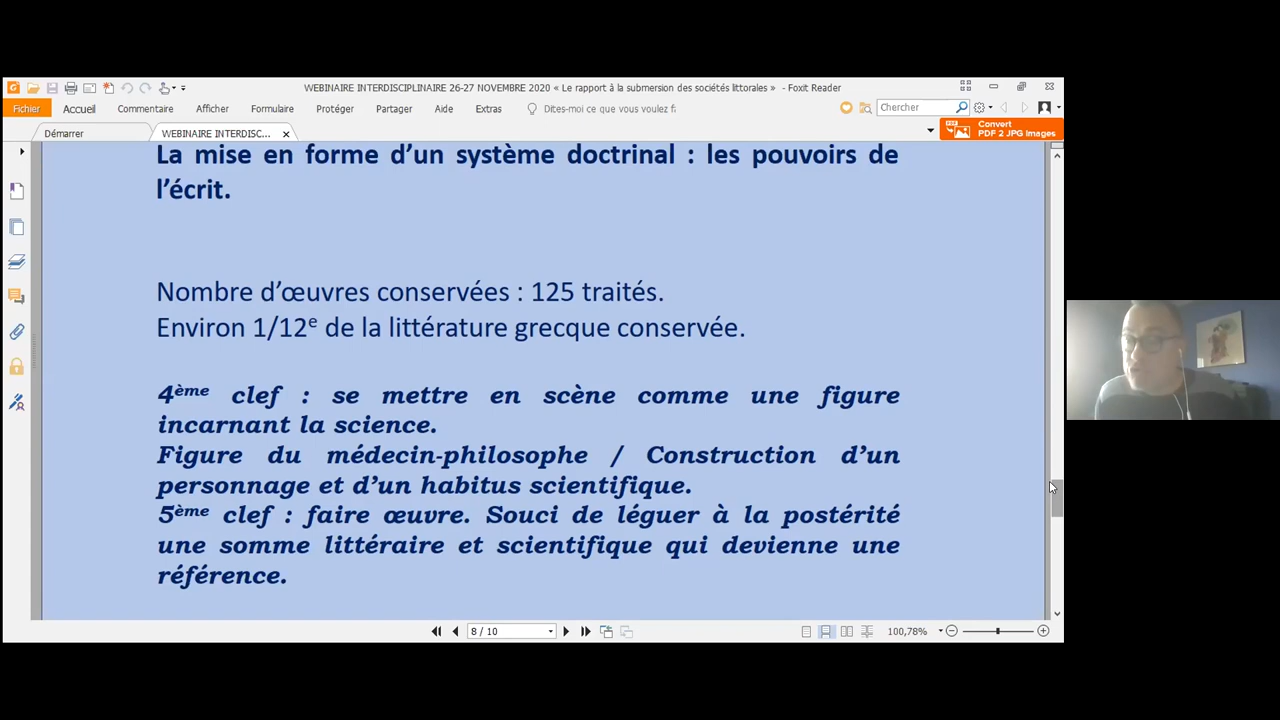 WEBINAIRE INTERDISCIPLINAIRE 26-27 NOVEMBRE 2020 « Le rapport à la submersion des sociétés littorales » - Foxit Reader
Fichier Accueil Commentaire Afficher Formulaire Protéger Partager Aide Extras Dites-moi ce que vous voulez f Chercher
Démarrer WEBINAIRE INTERDISC...
Convert
PDF 2 JPG Images
La mise en forme d’un système doctrinal : les pouvoirs de
l’écrit.
Nombre d’œuvres conservées : 125 traités.
Environ 1/12e de la littérature grecque conservée.
4ème clef : se mettre en scène comme une figure
incarnant la science.
Figure du médecin-philosophe / Construction d’un
personnage et d’un habitus scientifique.
5ème clef : faire œuvre. Souci de léguer à la postérité
une somme littéraire et scientifique qui devienne une
référence.
8 / 10 100,78%